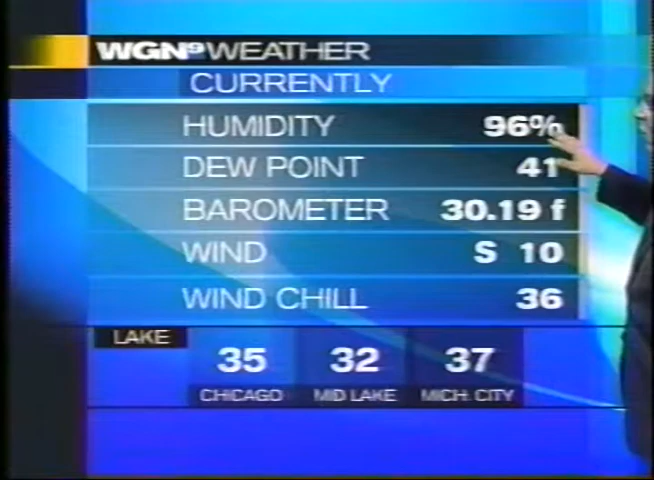 WGN9 WEATHER
CURRENTLY
HUMIDITY 96%
DEW POINT 41
BAROMETER 30.19 f
WIND S 10
WIND CHILL 36
LAKE
35 32 37
CHICAGO MID LAKE MICH. CITY